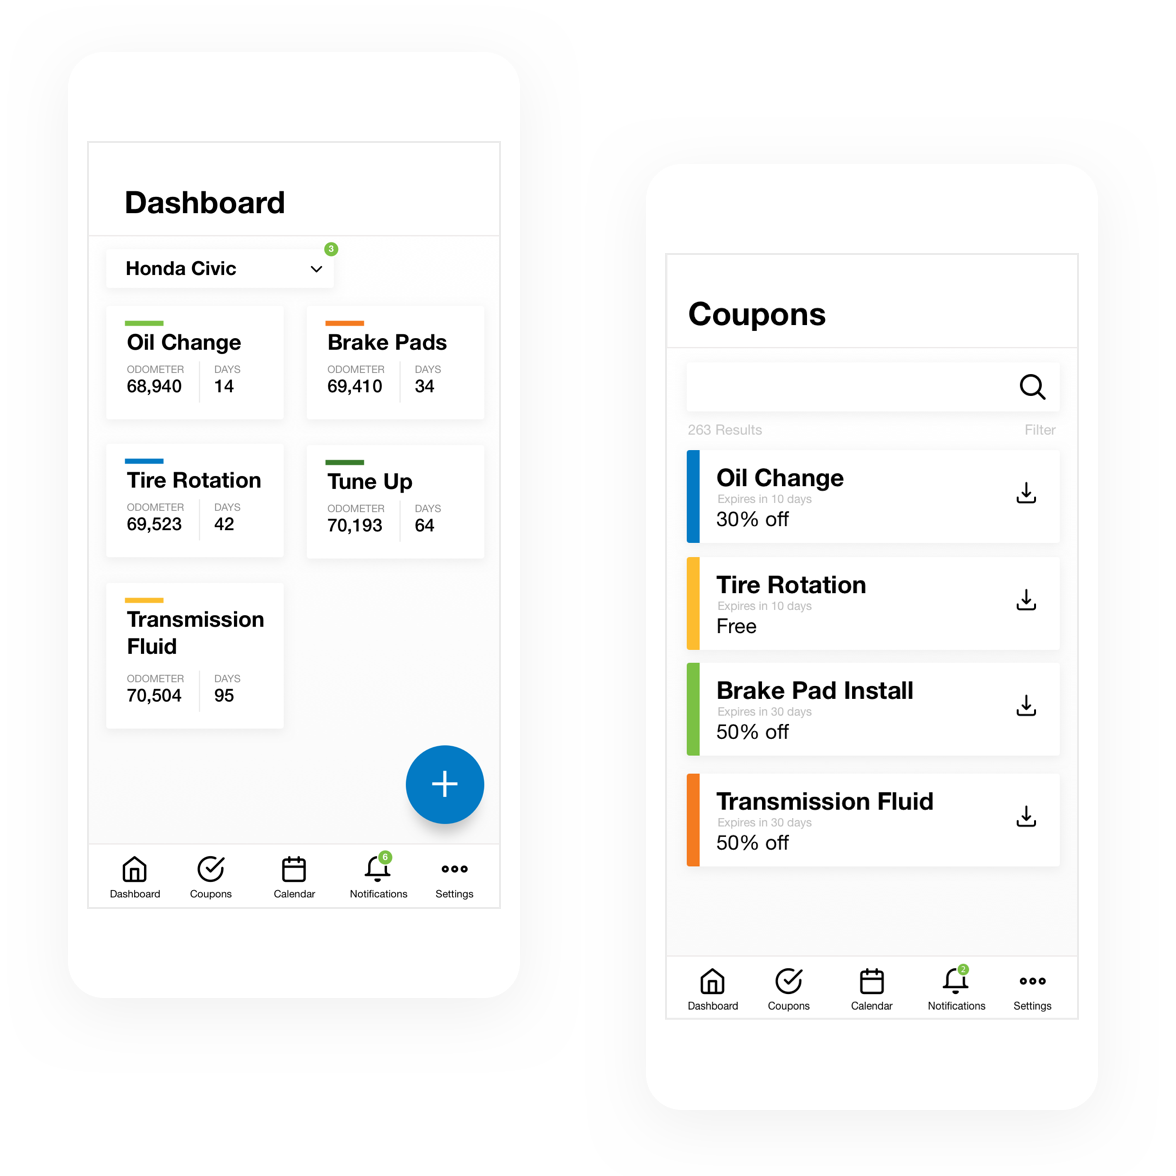 Dashboard
3
Honda Civic
Oil Change
ODOMETER DAYS
68,940 14
Brake Pads
ODOMETER DAYS
69,410 34
Tire Rotation
ODOMETER DAYS
69,523 42
Tune Up
ODOMETER DAYS
70,193 64
Transmission
Fluid
ODOMETER DAYS
70,504 95
6
Dashboard Coupons Calendar Notifications Settings
Coupons
263 Results Filter
Oil Change
Expires in 10 days
30% off
Tire Rotation
Expires in 10 days
Free
Brake Pad Install
Expires in 30 days
50% off
Transmission Fluid
Expires in 30 days
50% off
2
Dashboard Coupons Calendar Notifications Settings